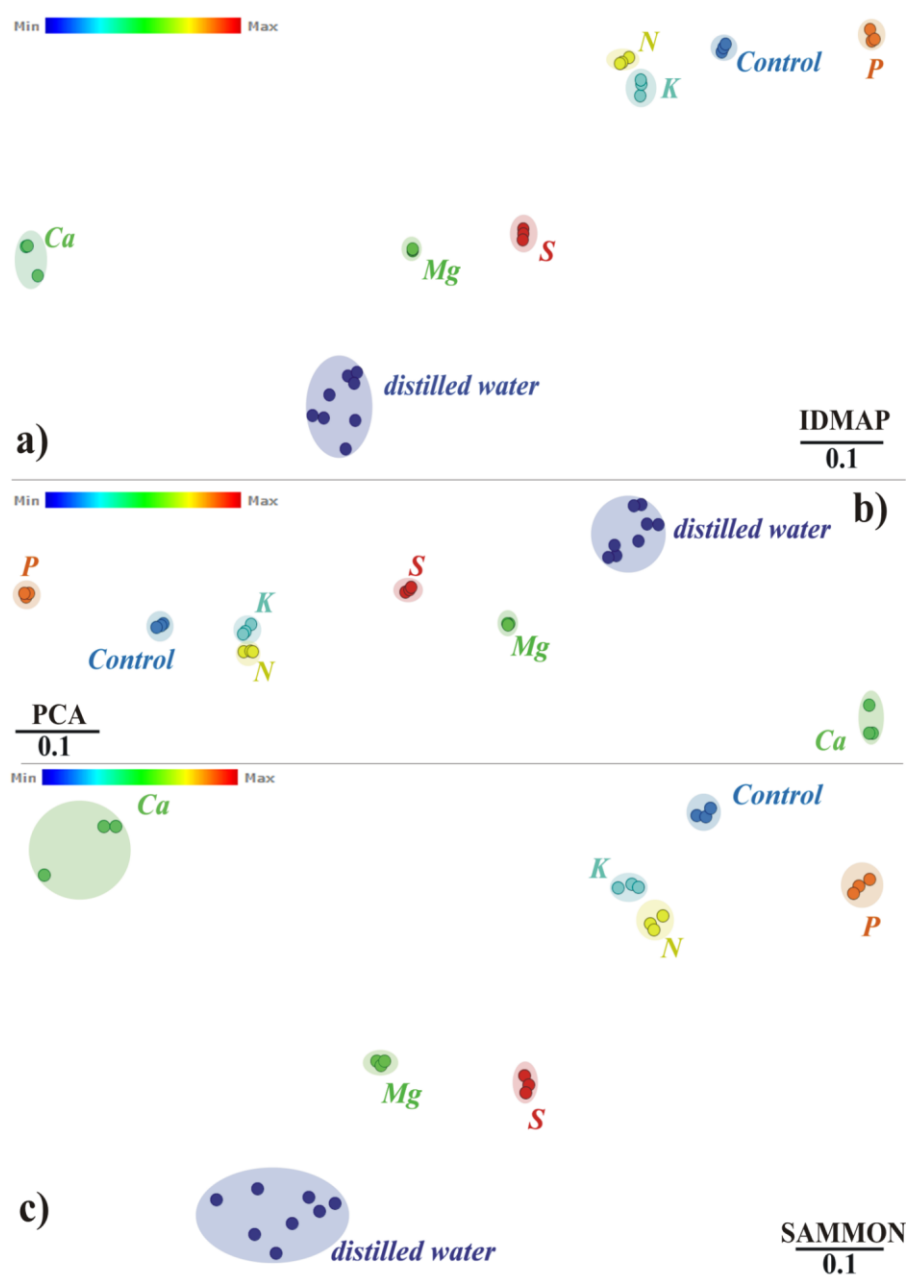 Min Max
N
Control
K
P
Ca
Mg
S
distilled water
a)
IDMAP
0.1
Min Max
b)
distilled water
P
S
K
Control
N
Mg
PCA
0.1
Ca
Min Max
Ca
Control
K
P
N
Mg
S
c)
distilled water
SAMMON
0.1